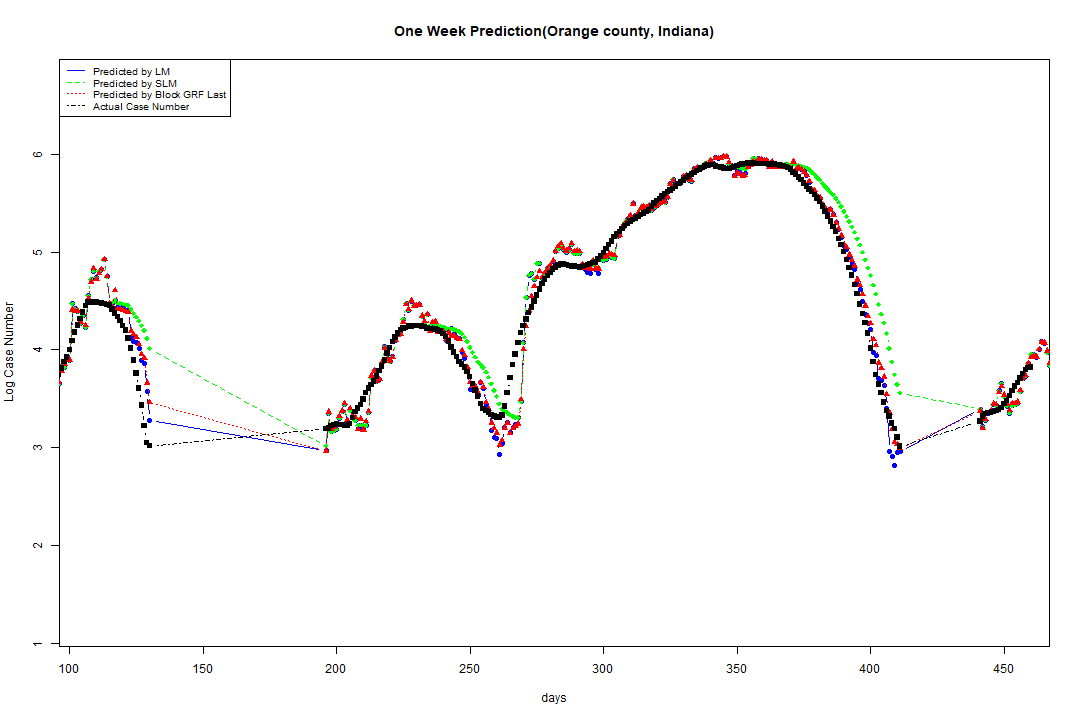 One Week Prediction(Orange county, Indiana)
Predicted by LM
Predicted by SLM
Predicted by Block GRF Last
Actual Case Number
6
5
4
3
2
1
Log Case Number
100 150 200 250 300 350 400 450
days